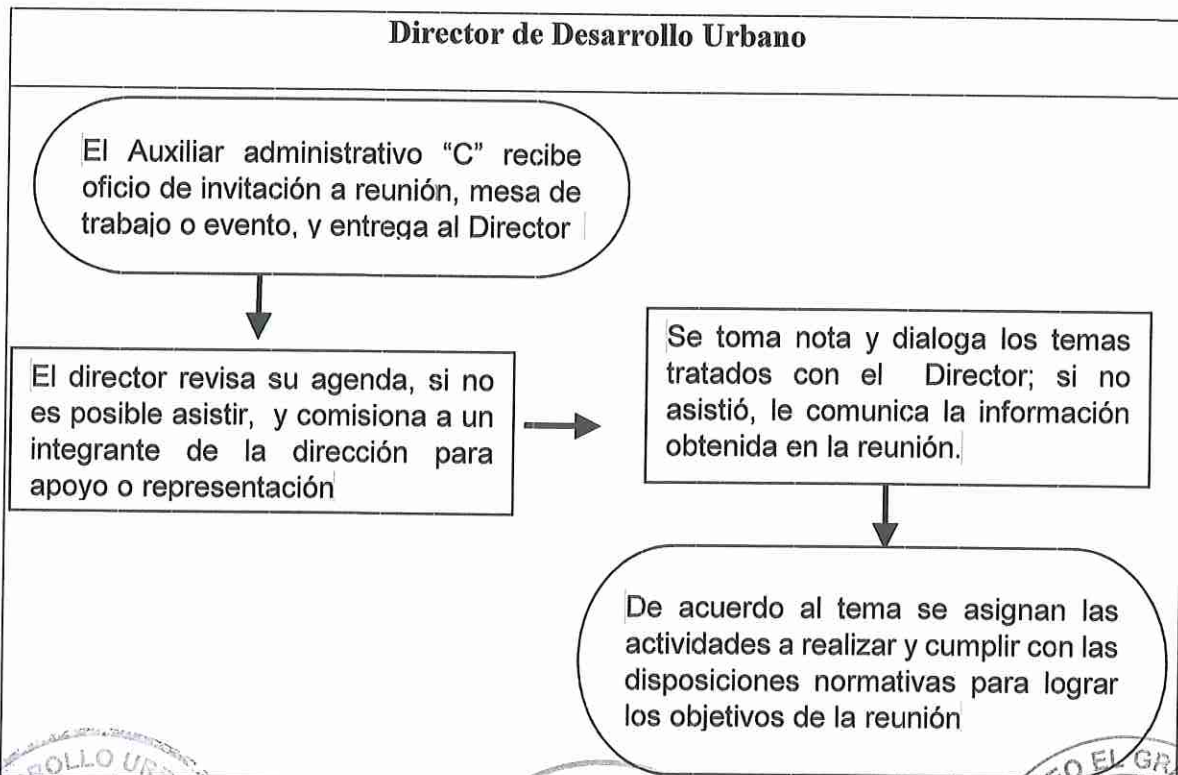 Director de Desarrollo Urbano
El Auxiliar administrativo “C” recibe
oficio de invitación a reunión, mesa de
trabajo o evento, y entrega al Director
El director revisa su agenda, si no
es posible asistir, y comisiona a un
integrante de la dirección para
apoyo o representación
Se toma nota y dialoga los temas
tratados con el Director; si no
asistió, le comunica la información
obtenida en la reunión.
De acuerdo al tema se asignan las
actividades a realizar y cumplir con las
disposiciones normativas para lograr
los objetivos de la reunión
EL